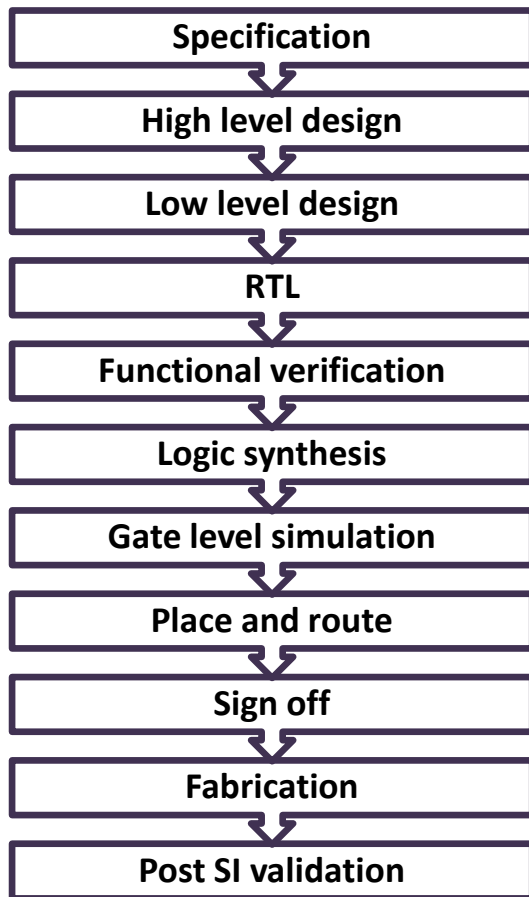 Specification
High level design
Low level design
RTL
Functional verification
Logic synthesis
Gate level simulation
Place and route
Sign off
Fabrication
Post SI validation